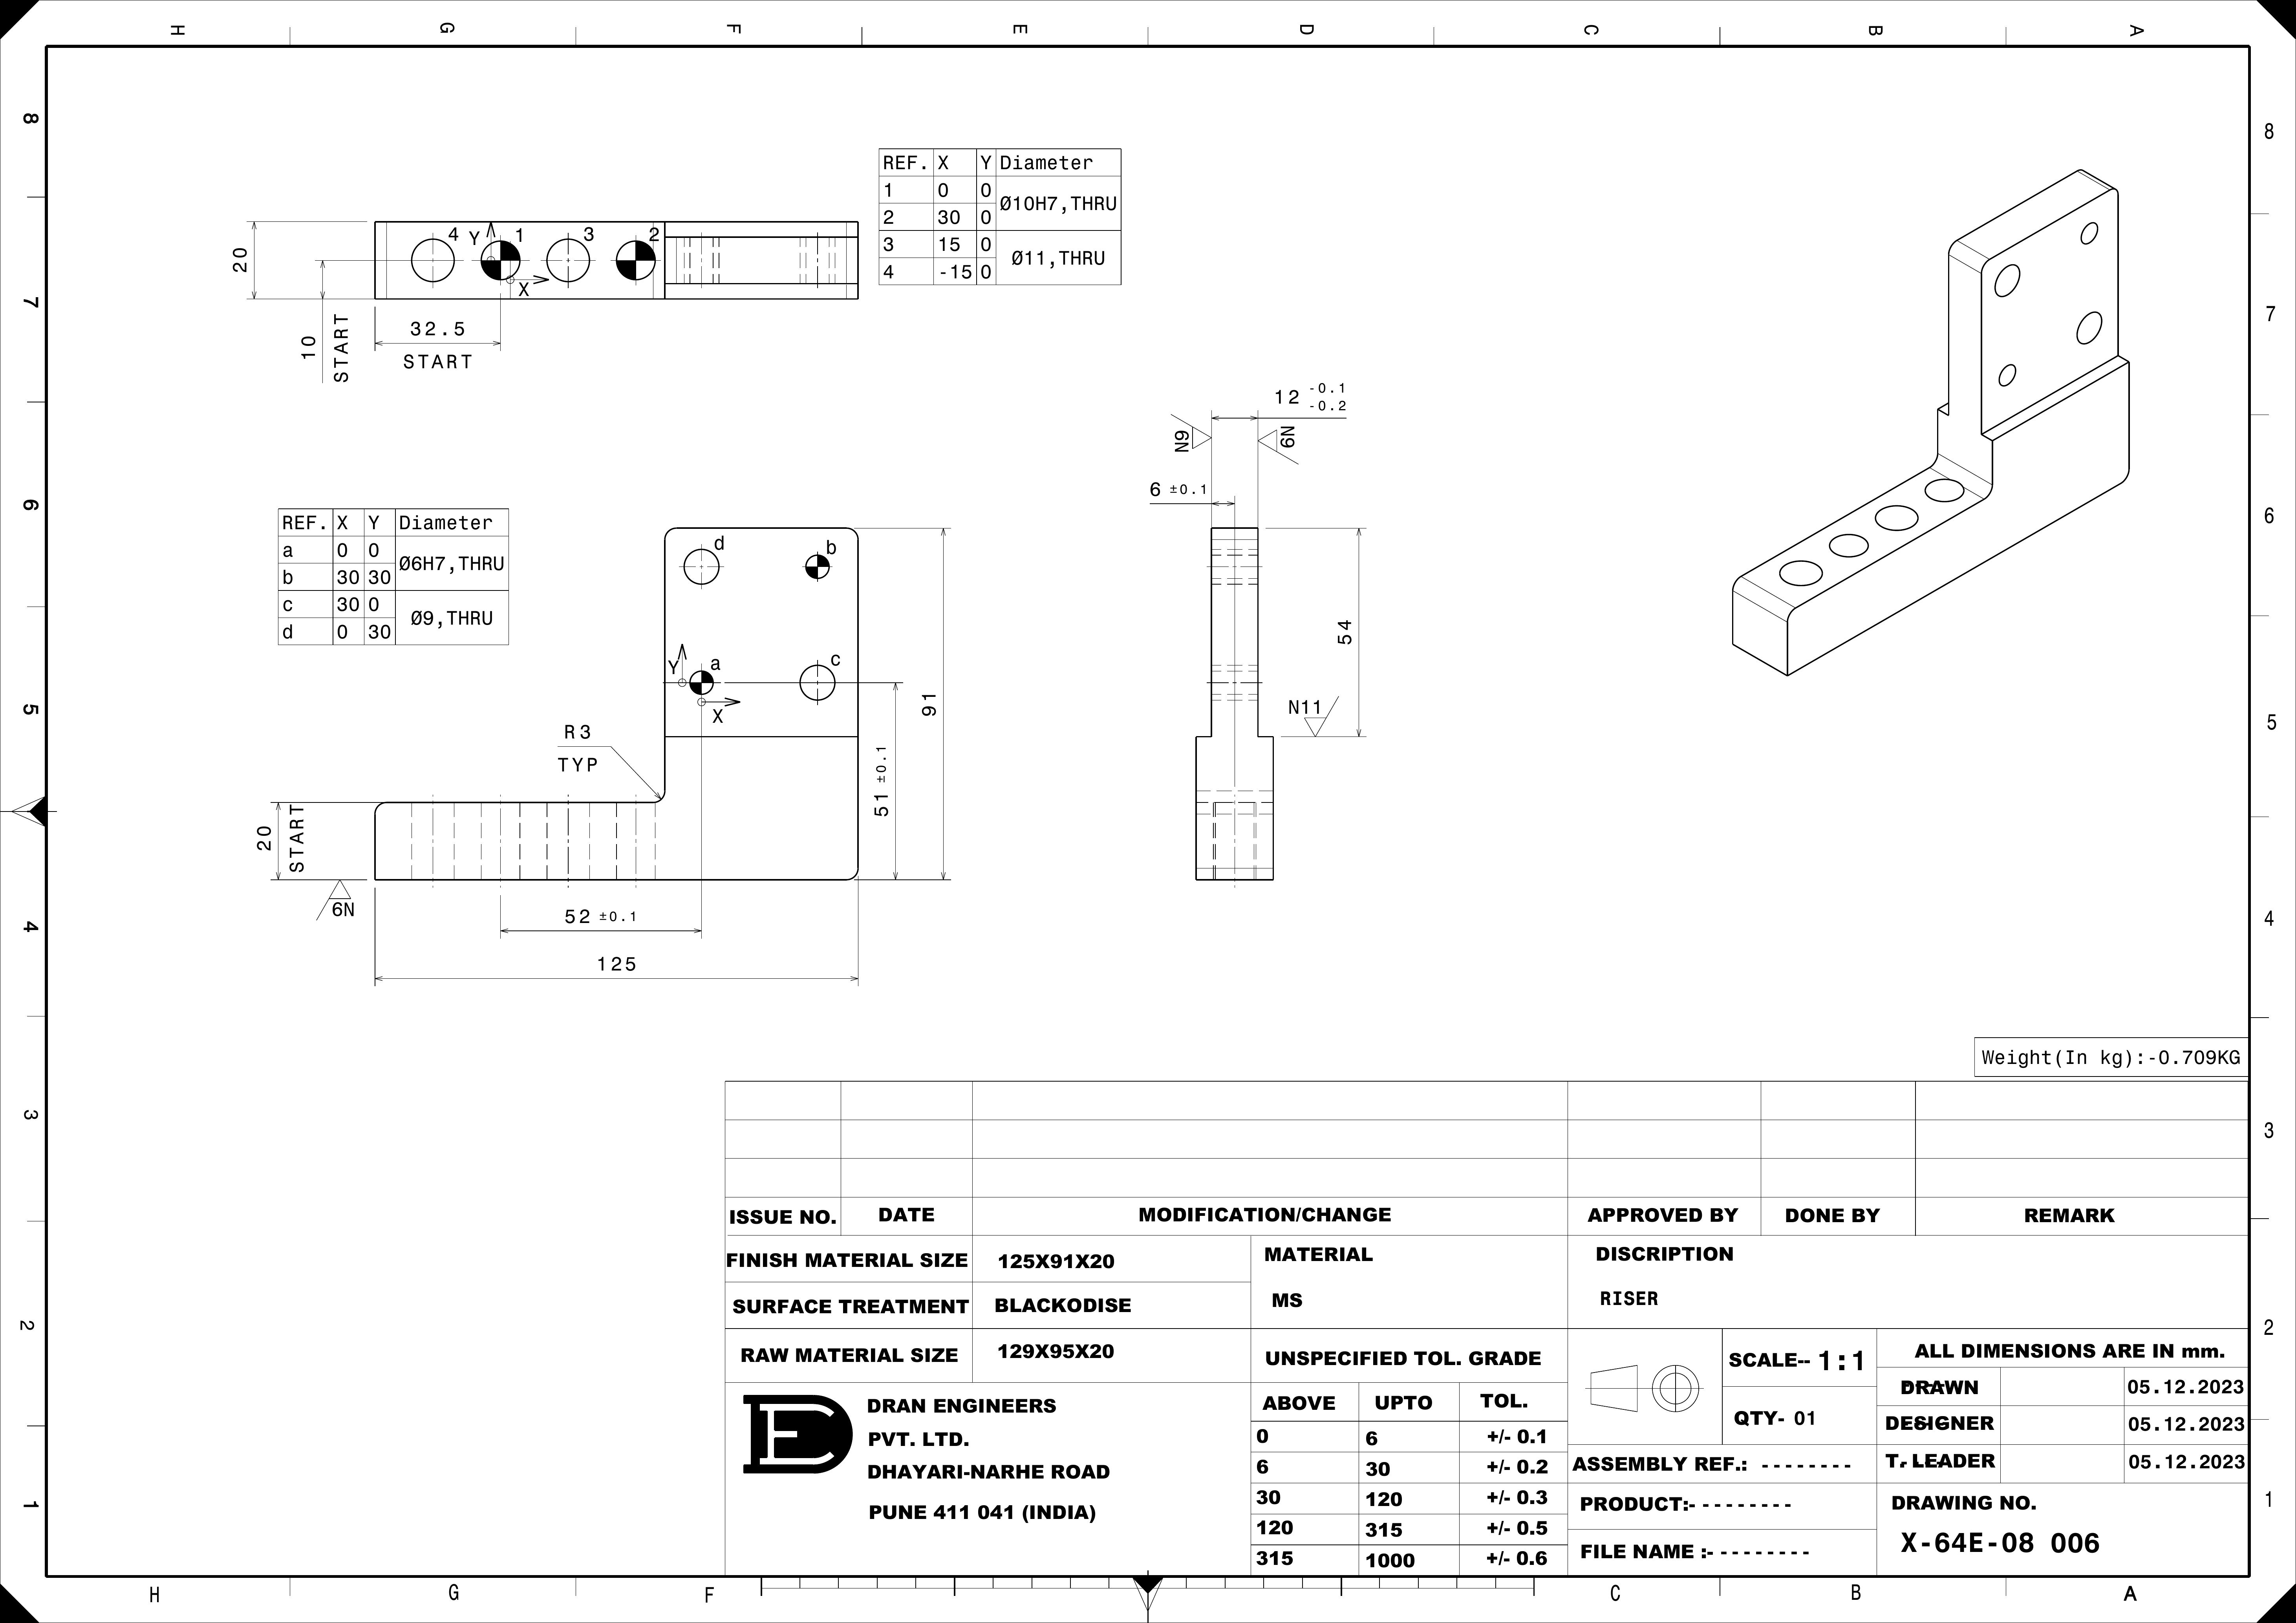 H G F E D C B A
8 7 6 5 4 3 2 1
8 7 6 5 4 3 2 1
REF. X Y Diameter
1 0 0 Ø10H7,THRU
2 30 0
3 15 0 Ø11,THRU
4 -15 0
4 Y 1 3 2
X
20
10 START
32.5
START
12 -0.1 -0.2
N9 N9
6 ±0.1
54
N11
REF. X Y Diameter
a 0 0 Ø6H7,THRU
b 30 30
c 30 0 Ø9,THRU
d 0 30
d b
Y a c
X
R3
TYP
91
51 ±0.1
20 START
N9
52 ±0.1
125
Weight(In kg):-0.709KG
ISSUE NO. DATE MODIFICATION/CHANGE APPROVED BY DONE BY REMARK
FINISH MATERIAL SIZE 125X91X20
SURFACE TREATMENT BLACKODISE
RAW MATERIAL SIZE 129X95X20
MATERIAL
MS
DISCRIPTION
RISER
UNSPECIFIED TOL. GRADE
ABOVE UPTO TOL.
0 6 +/- 0.1
6 30 +/- 0.2
30 120 +/- 0.3
120 315 +/- 0.5
315 1000 +/- 0.6
DRAN ENGINEERS
PVT. LTD.
DHAYARI-NARHE ROAD
PUNE 411 041 (INDIA)
SCALE-- 1:1
QTY- 01
ALL DIMENSIONS ARE IN mm.
DRAWN 05.12.2023
DESIGNER 05.12.2023
T. LEADER 05.12.2023
ASSEMBLY REF.: --------
PRODUCT:- --------
FILE NAME :- --------
DRAWING NO.
X-64E-08 006
H G F C B A